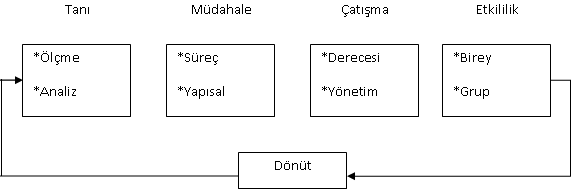 Tanı Müdahale Çatışma Etkililik
*Ölçme *Süreç *Derecesi *Birey
*Analiz *Yapısal *Yönetim *Grup
Dönüt